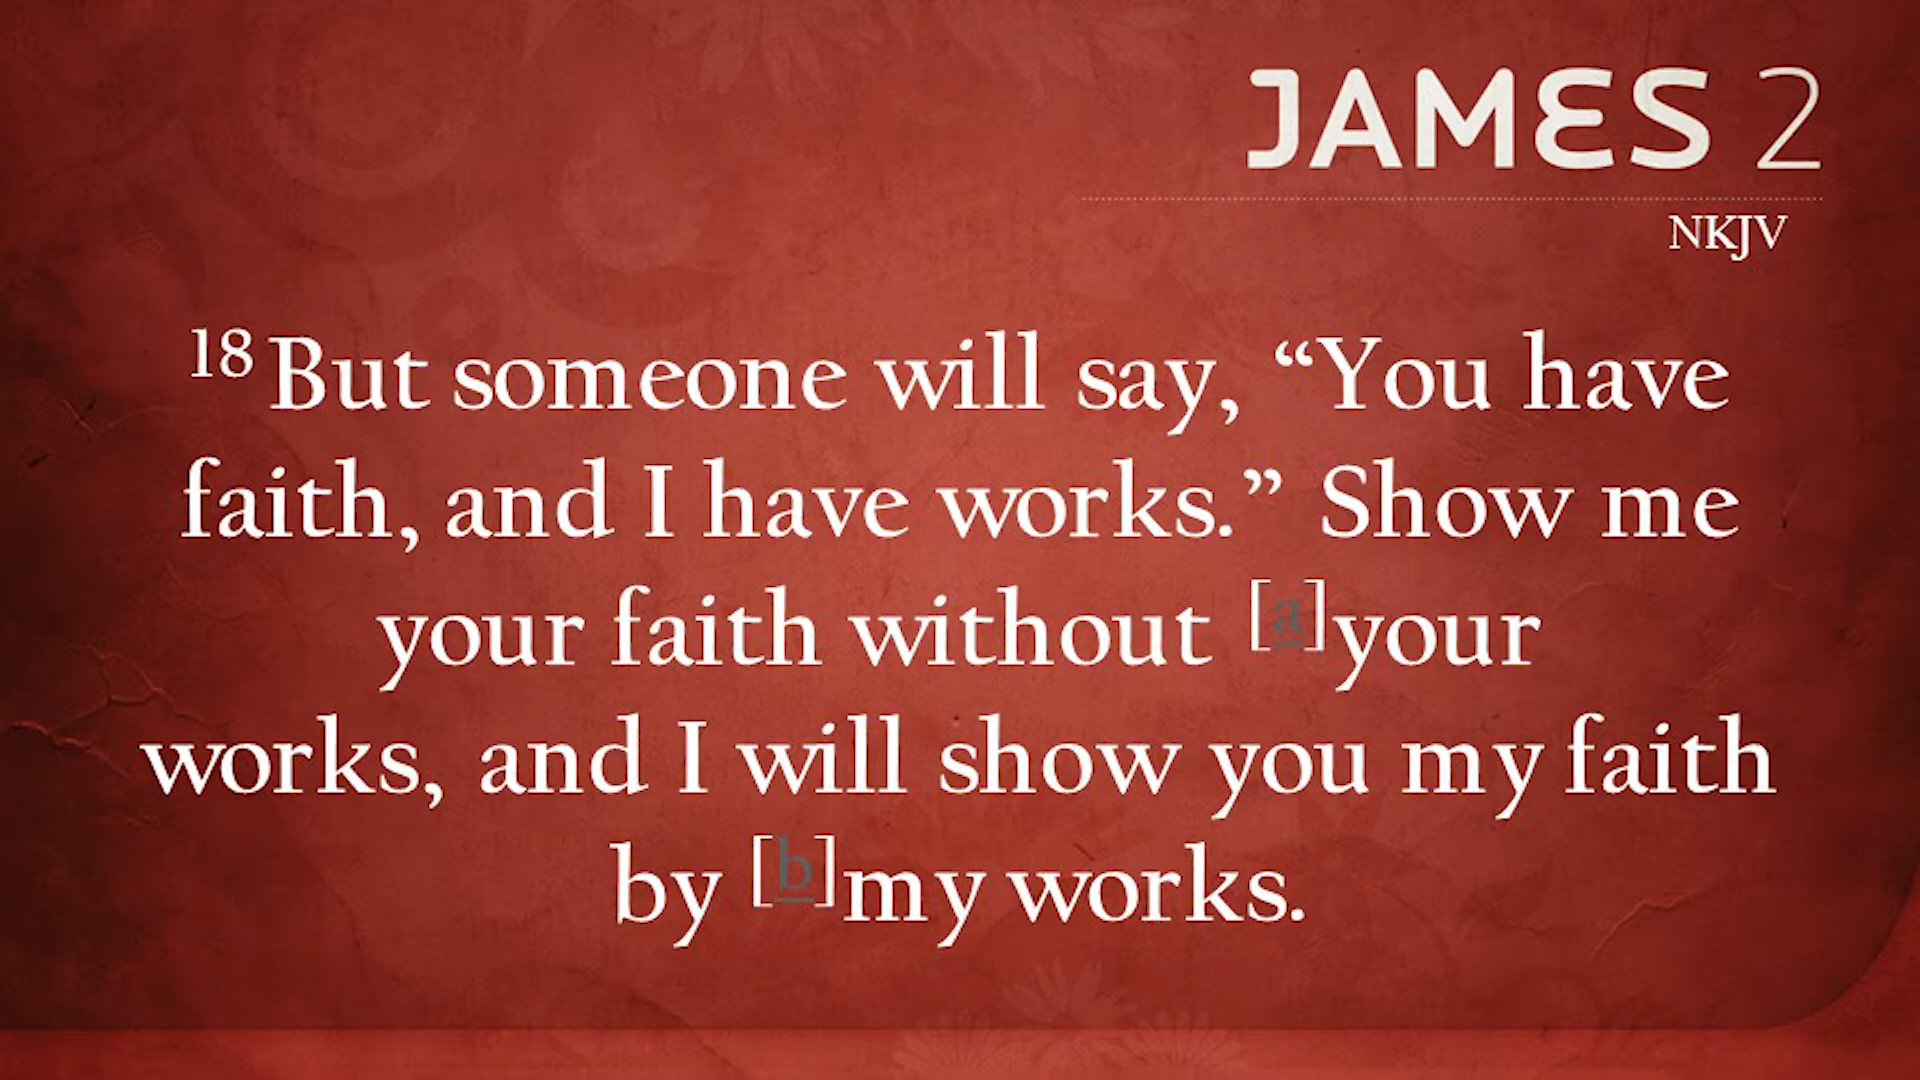 JAMES 2
NKJV
18 But someone will say, “You have
faith, and I have works.” Show me
your faith without [a]your
works, and I will show you my faith
by [b]my works.